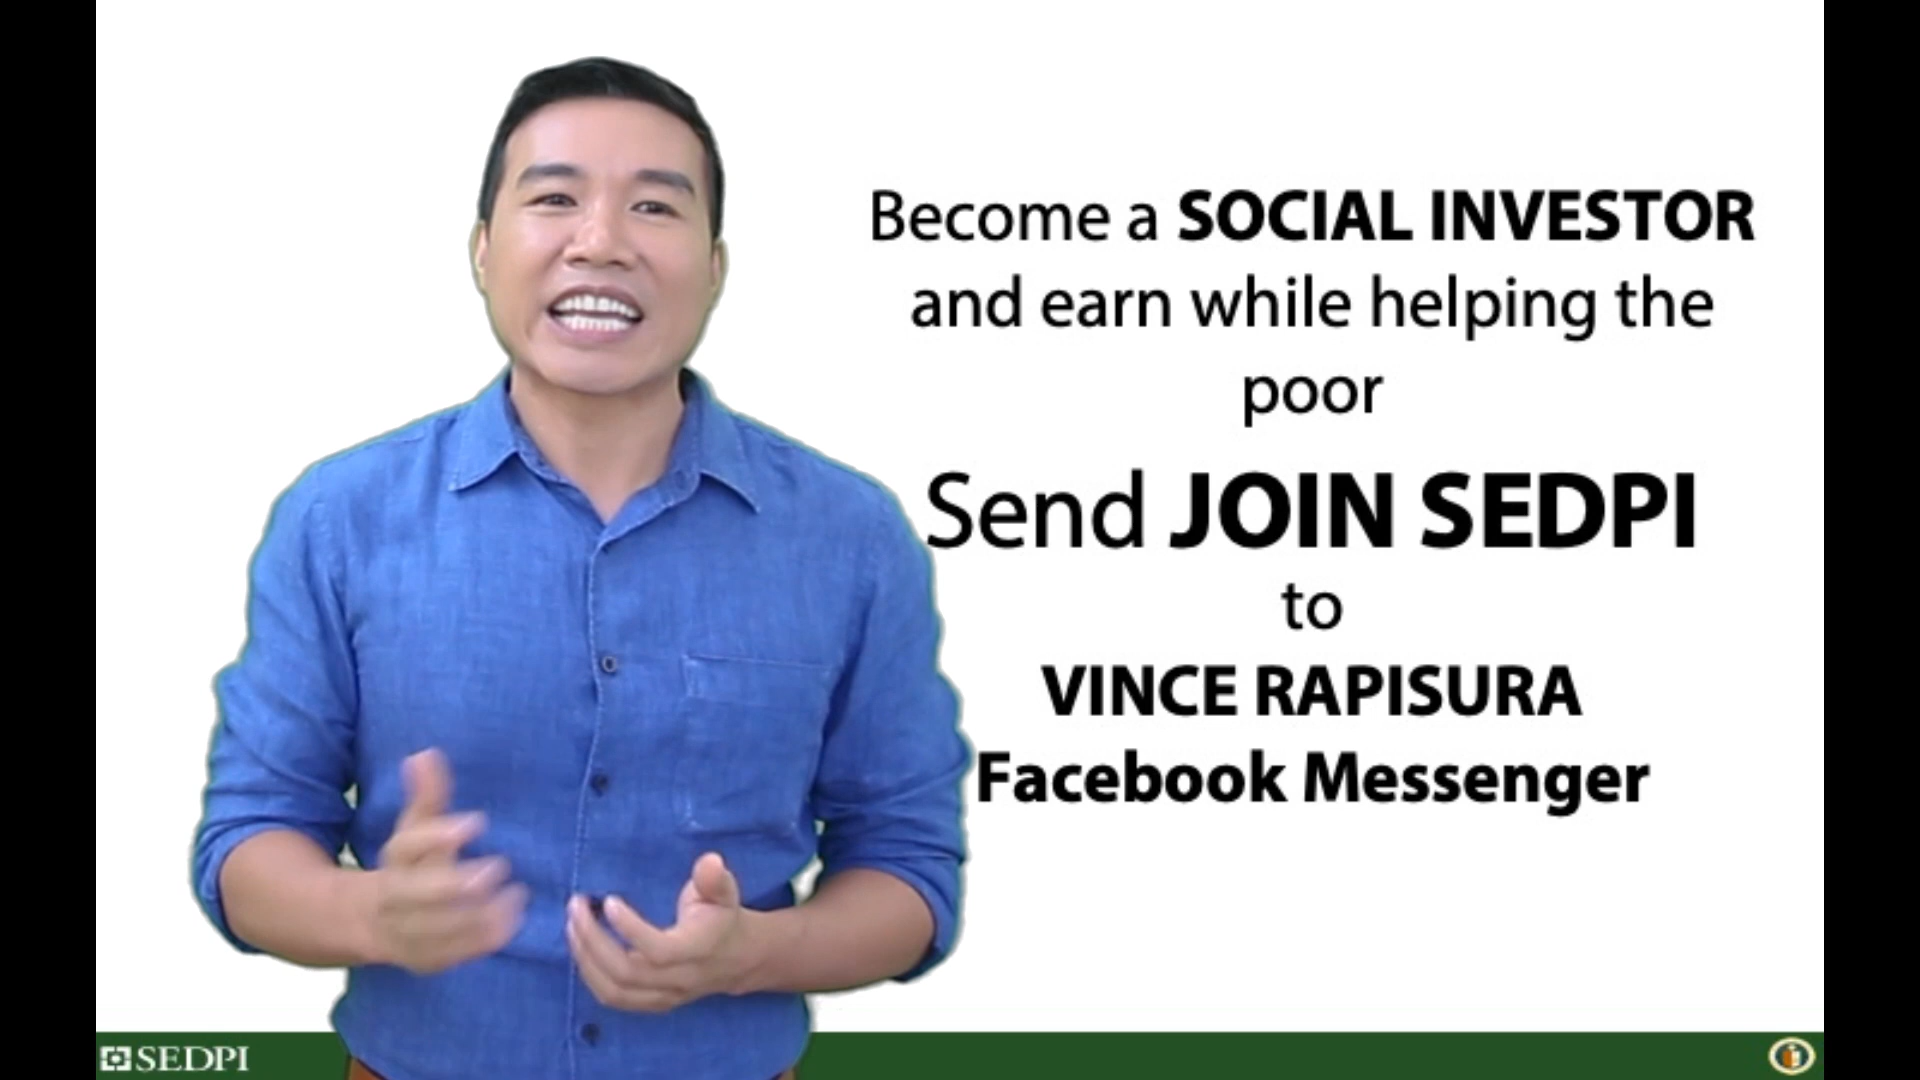 Become a SOCIAL INVESTOR
and earn while helping the
poor
Send JOIN SEDPI
to
VINCE RAPISURA
Facebook Messenger
SEDPI